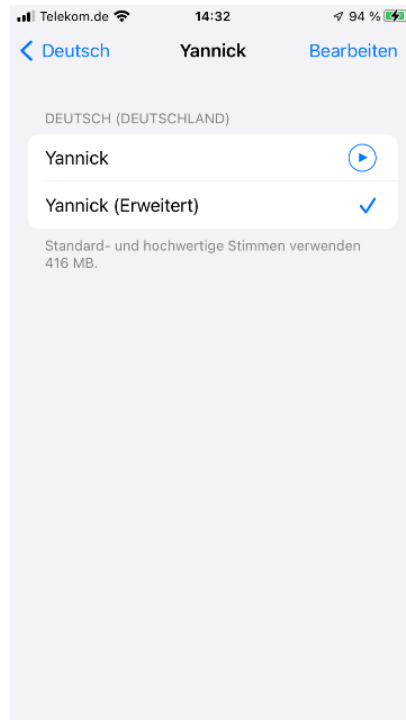 Telekom.de 14:32 94 %
Deutsch Yannick Bearbeiten
DEUTSCH (DEUTSCHLAND)
Yannick
Yannick (Erweitert)
Standard- und hochwertige Stimmen verwenden
416 MB.